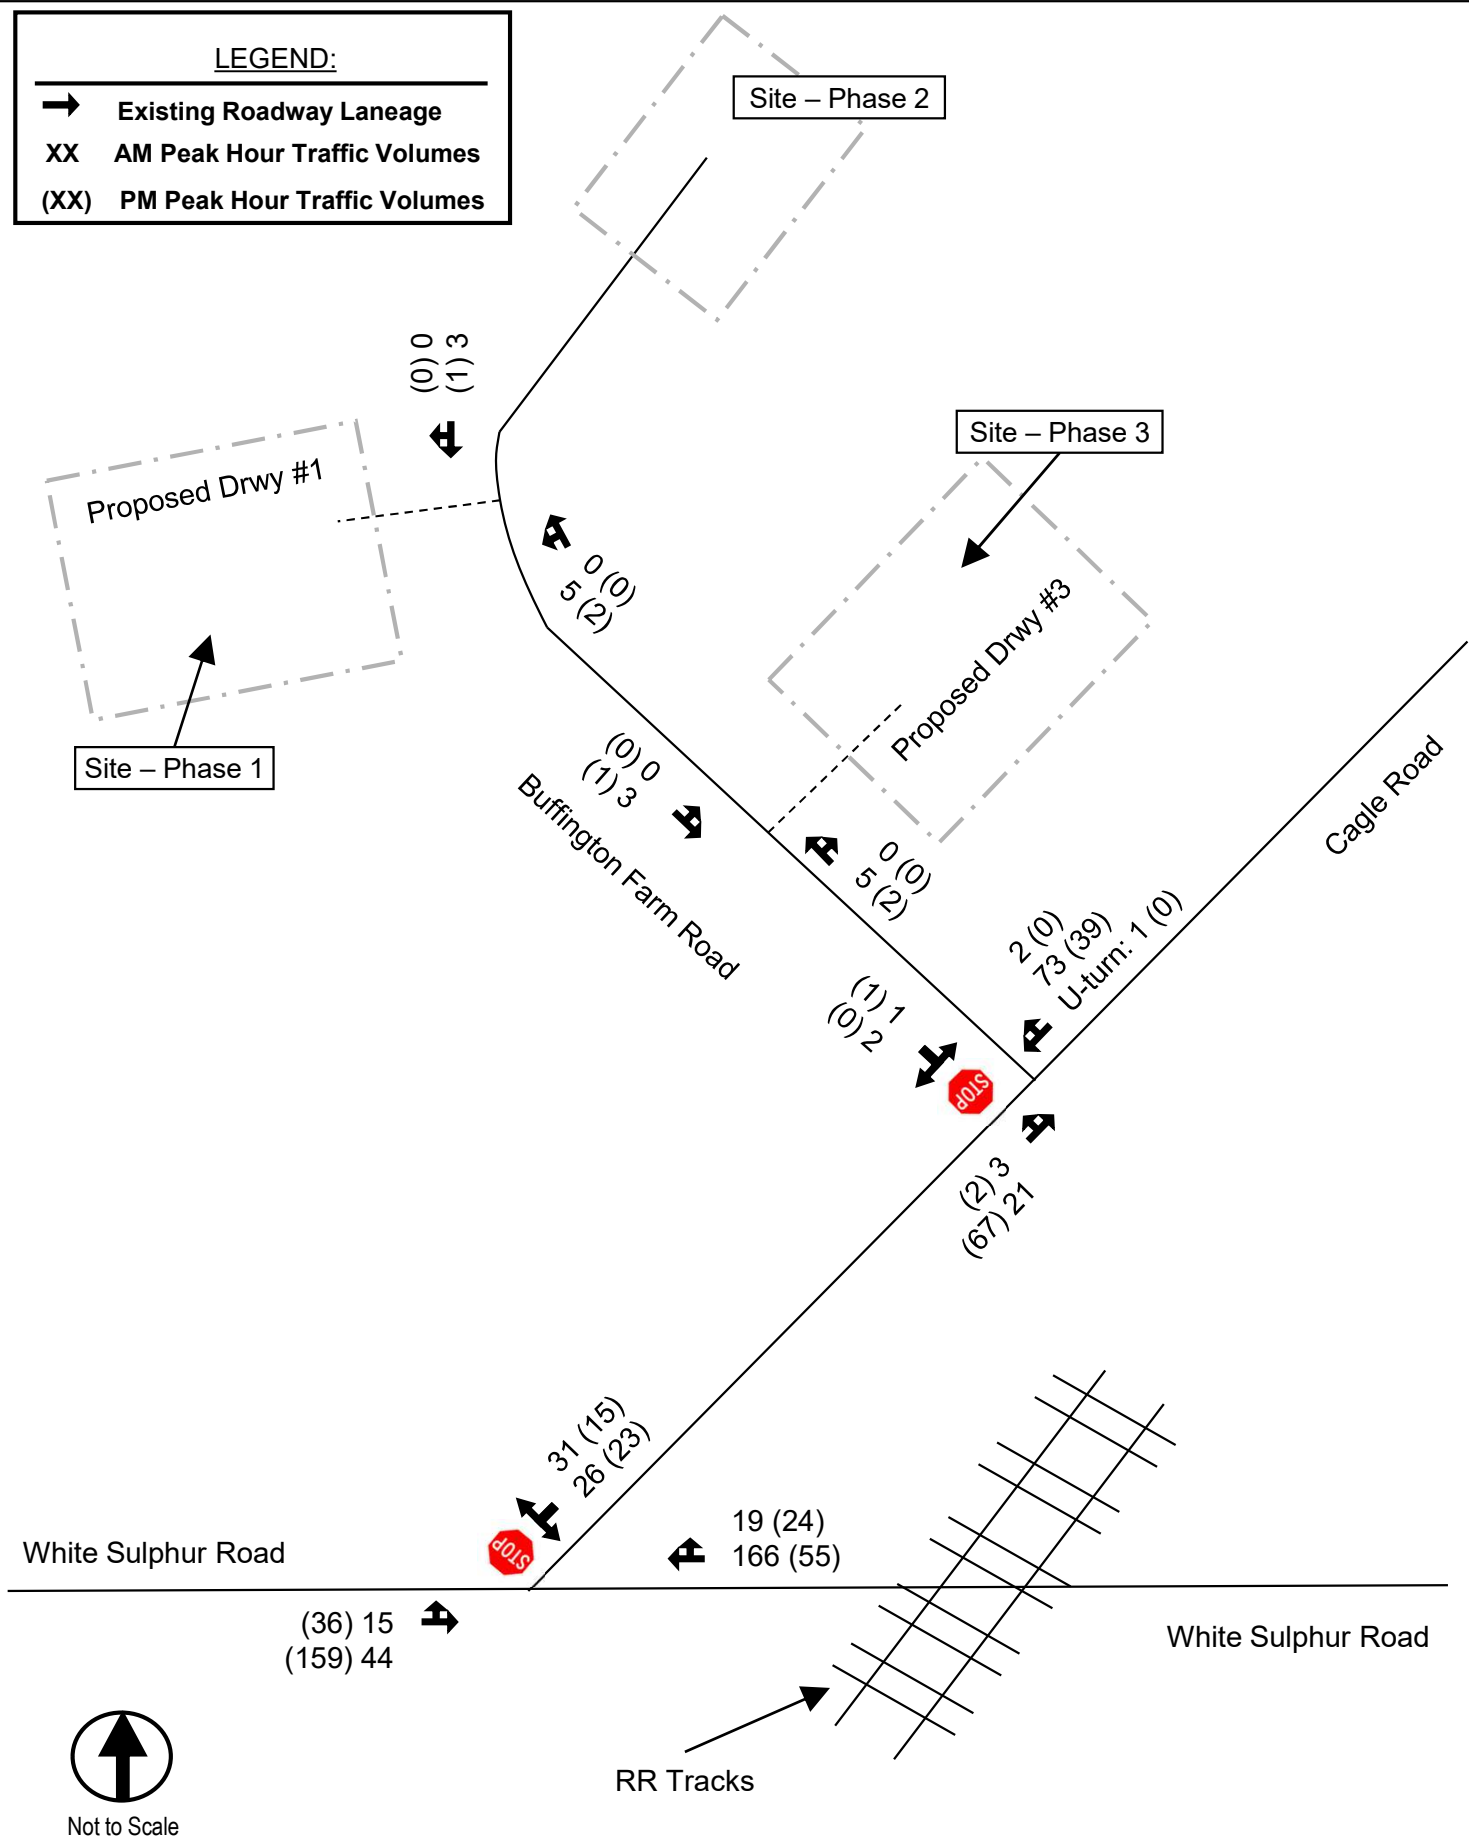 LEGEND:
Existing Roadway Laneage
XX AM Peak Hour Traffic Volumes
(XX) PM Peak Hour Traffic Volumes
Site – Phase 2
(0) 0
(1) 3
Site – Phase 3
Proposed Drwy #1
0 (0)
5 (2)
Proposed Drwy #3
Site – Phase 1
(0) 0
(1) 3
Buffington Farm Road
Cagle Road
0 (0)
5 (2)
2 (0)
73 (39)
U-turn: 1 (0)
(1) 1
(0) 2
STOP
(2) 3
(67) 21
31 (15)
26 (23)
STOP
19 (24)
166 (55)
White Sulphur Road
(36) 15
(159) 44
White Sulphur Road
RR Tracks
Not to Scale